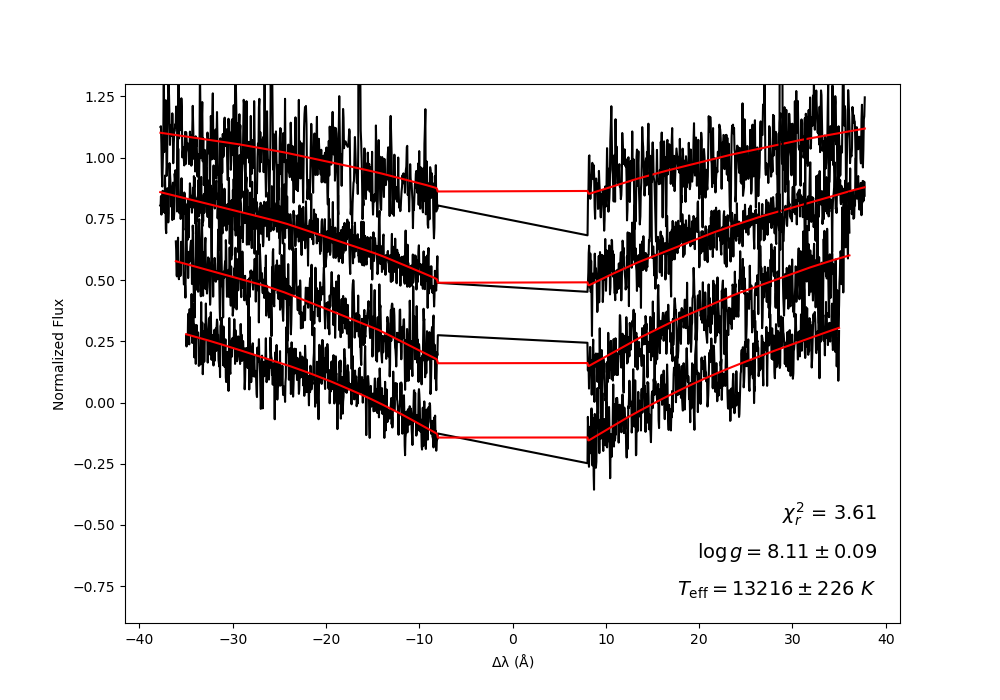 1.25
1.00
0.75
0.50
0.25
0.00
−0.25
−0.50
−0.75
Normalized Flux
χ²ᵣ = 3.61
log g = 8.11 ± 0.09
T_eff = 13216 ± 226 K
−40 −30 −20 −10 0 10 20 30 40
Δλ (Å)